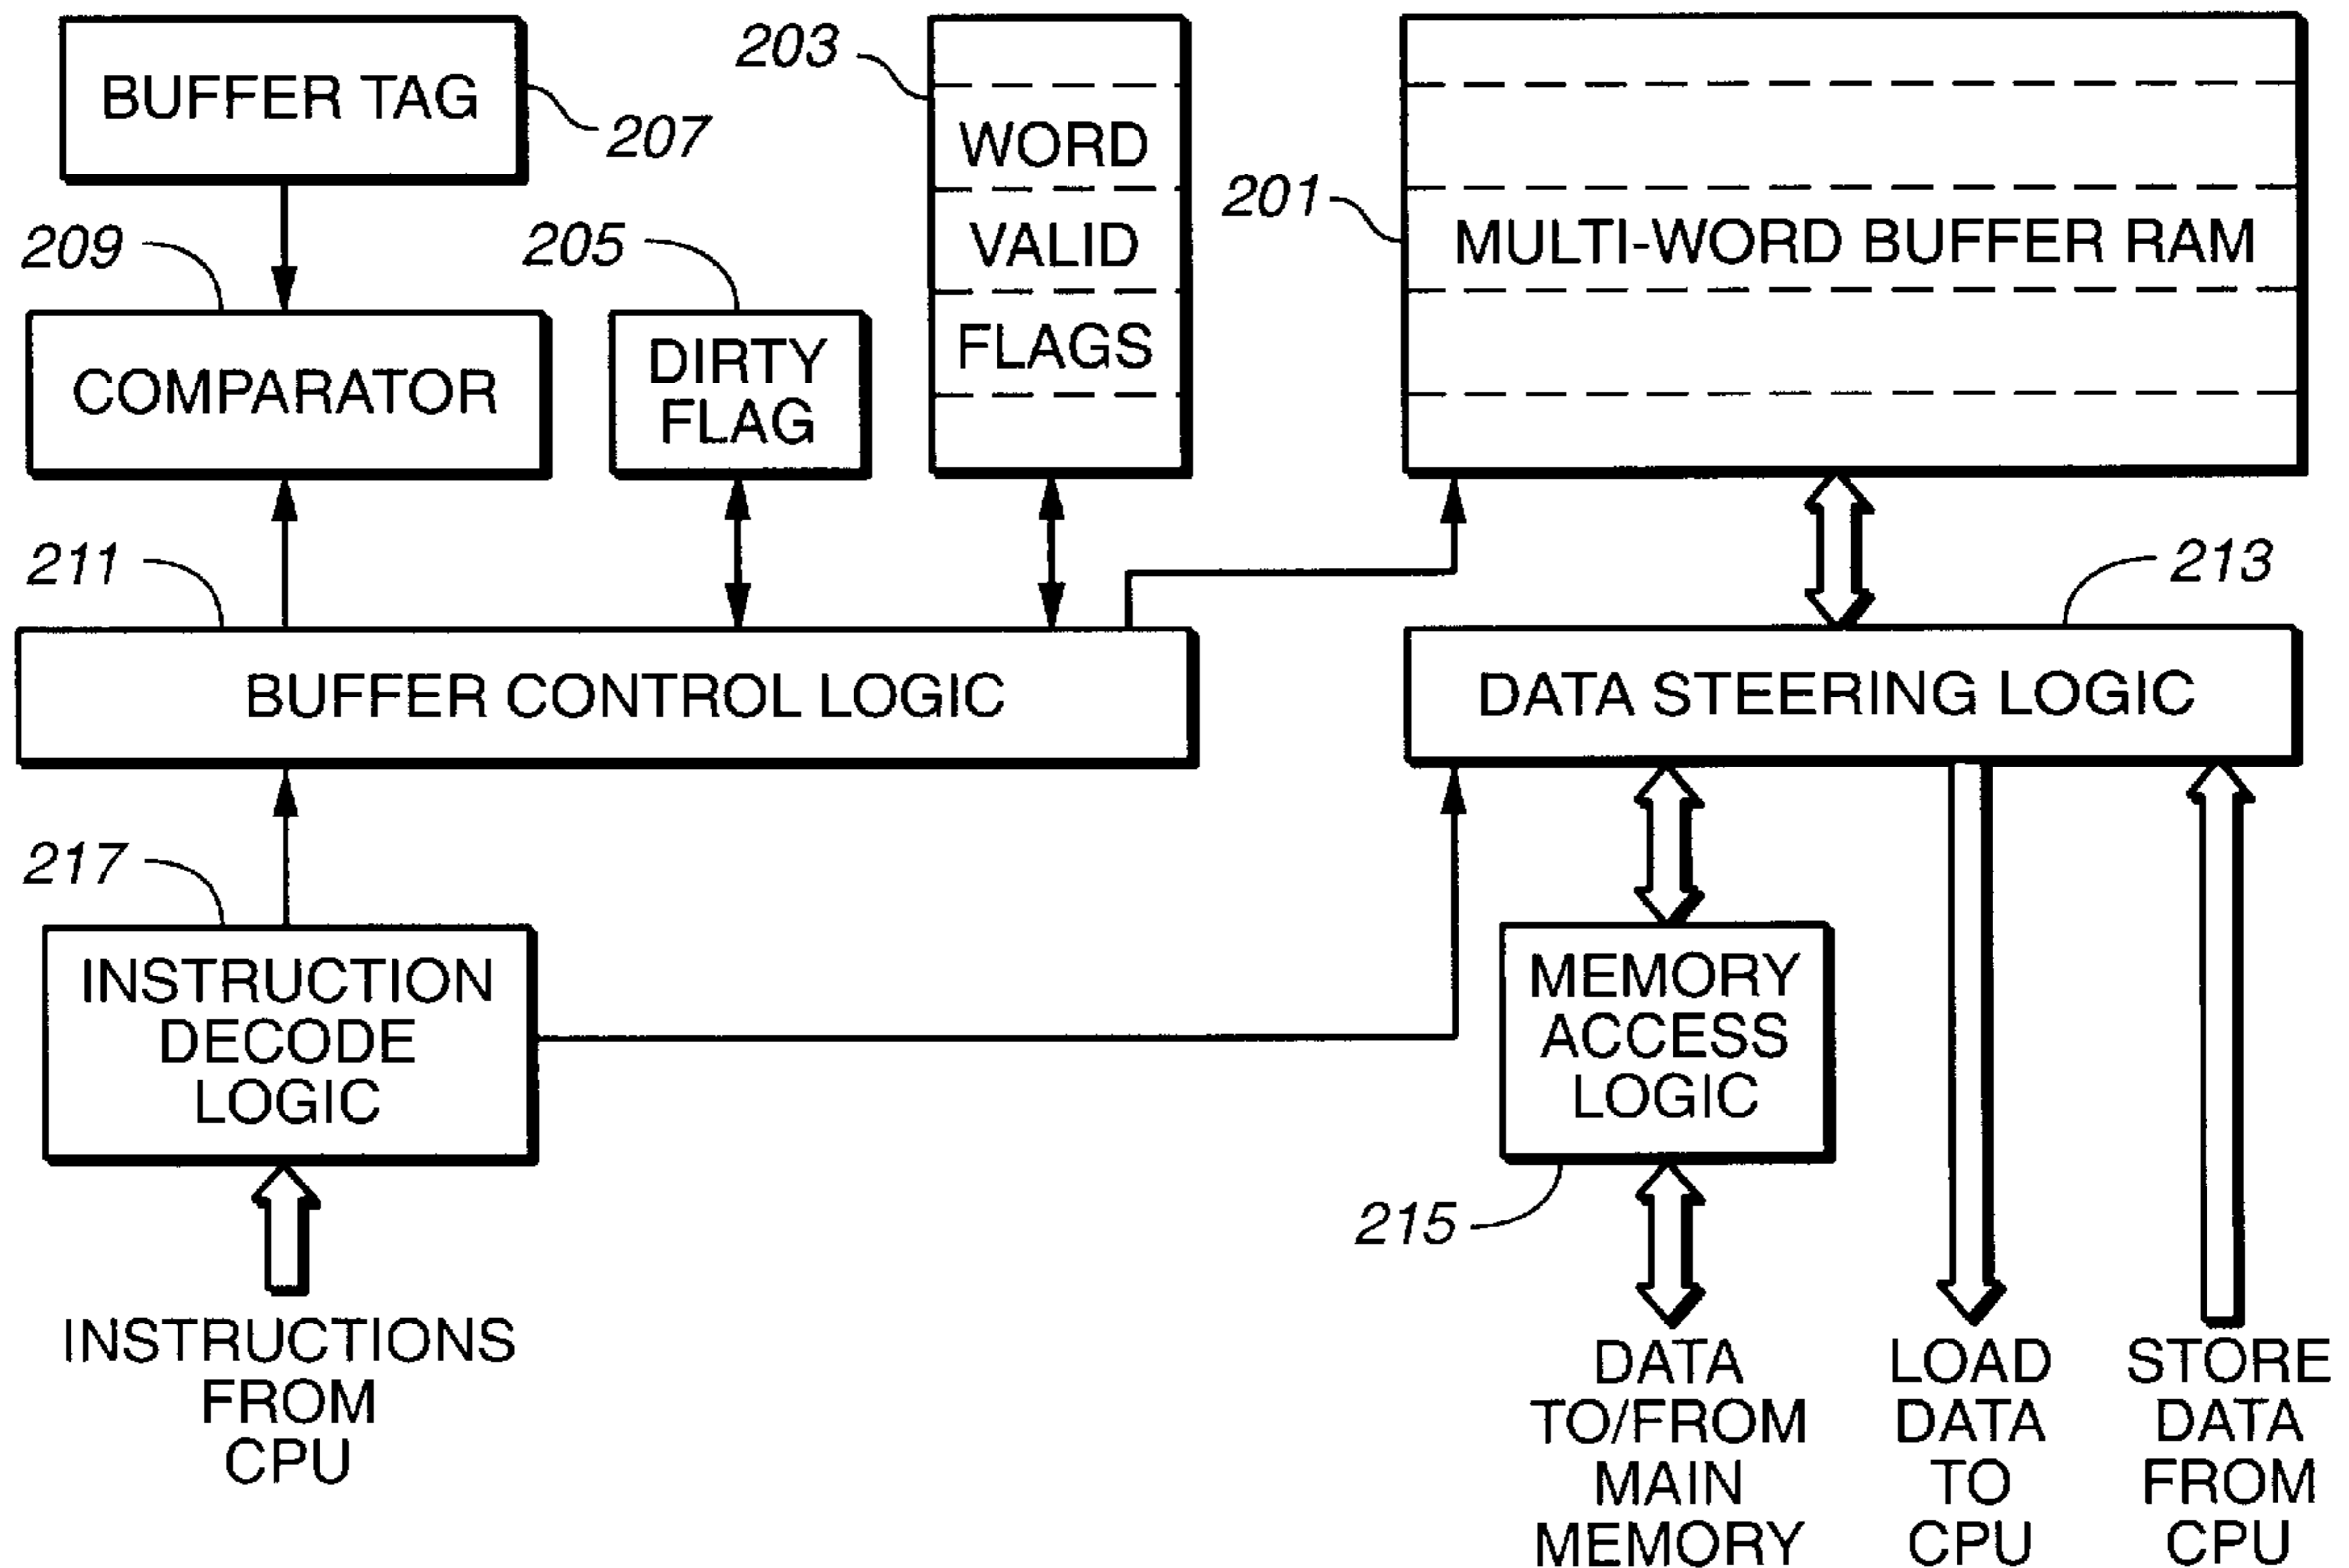 BUFFER TAG
207
203
WORD
VALID
FLAGS
201
MULTI-WORD BUFFER RAM
209
COMPARATOR
205
DIRTY
FLAG
211
BUFFER CONTROL LOGIC
213
DATA STEERING LOGIC
217
INSTRUCTION
DECODE
LOGIC
MEMORY
ACCESS
LOGIC
215
INSTRUCTIONS
FROM
CPU
DATA
TO/FROM
MAIN
MEMORY
LOAD
DATA
TO
CPU
STORE
DATA
FROM
CPU